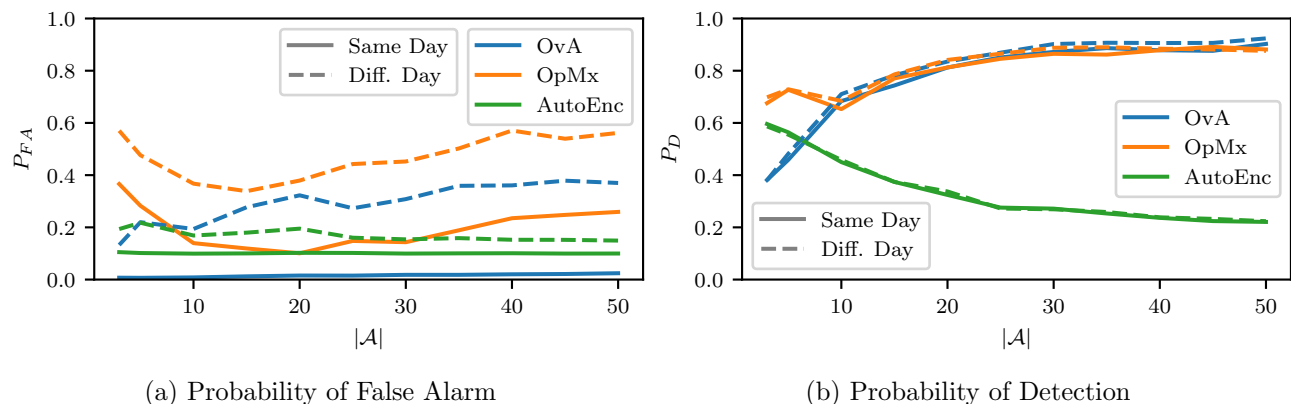 1.0
0.8
0.6
0.4
0.2
0.0
P_{FA}
Same Day
Diff. Day
OvA
OpMx
AutoEnc
10
20
30
40
50
|𝒜|
(a) Probability of False Alarm
1.0
0.8
0.6
0.4
0.2
0.0
P_D
OvA
OpMx
AutoEnc
Same Day
Diff. Day
10
20
30
40
50
|𝒜|
(b) Probability of Detection